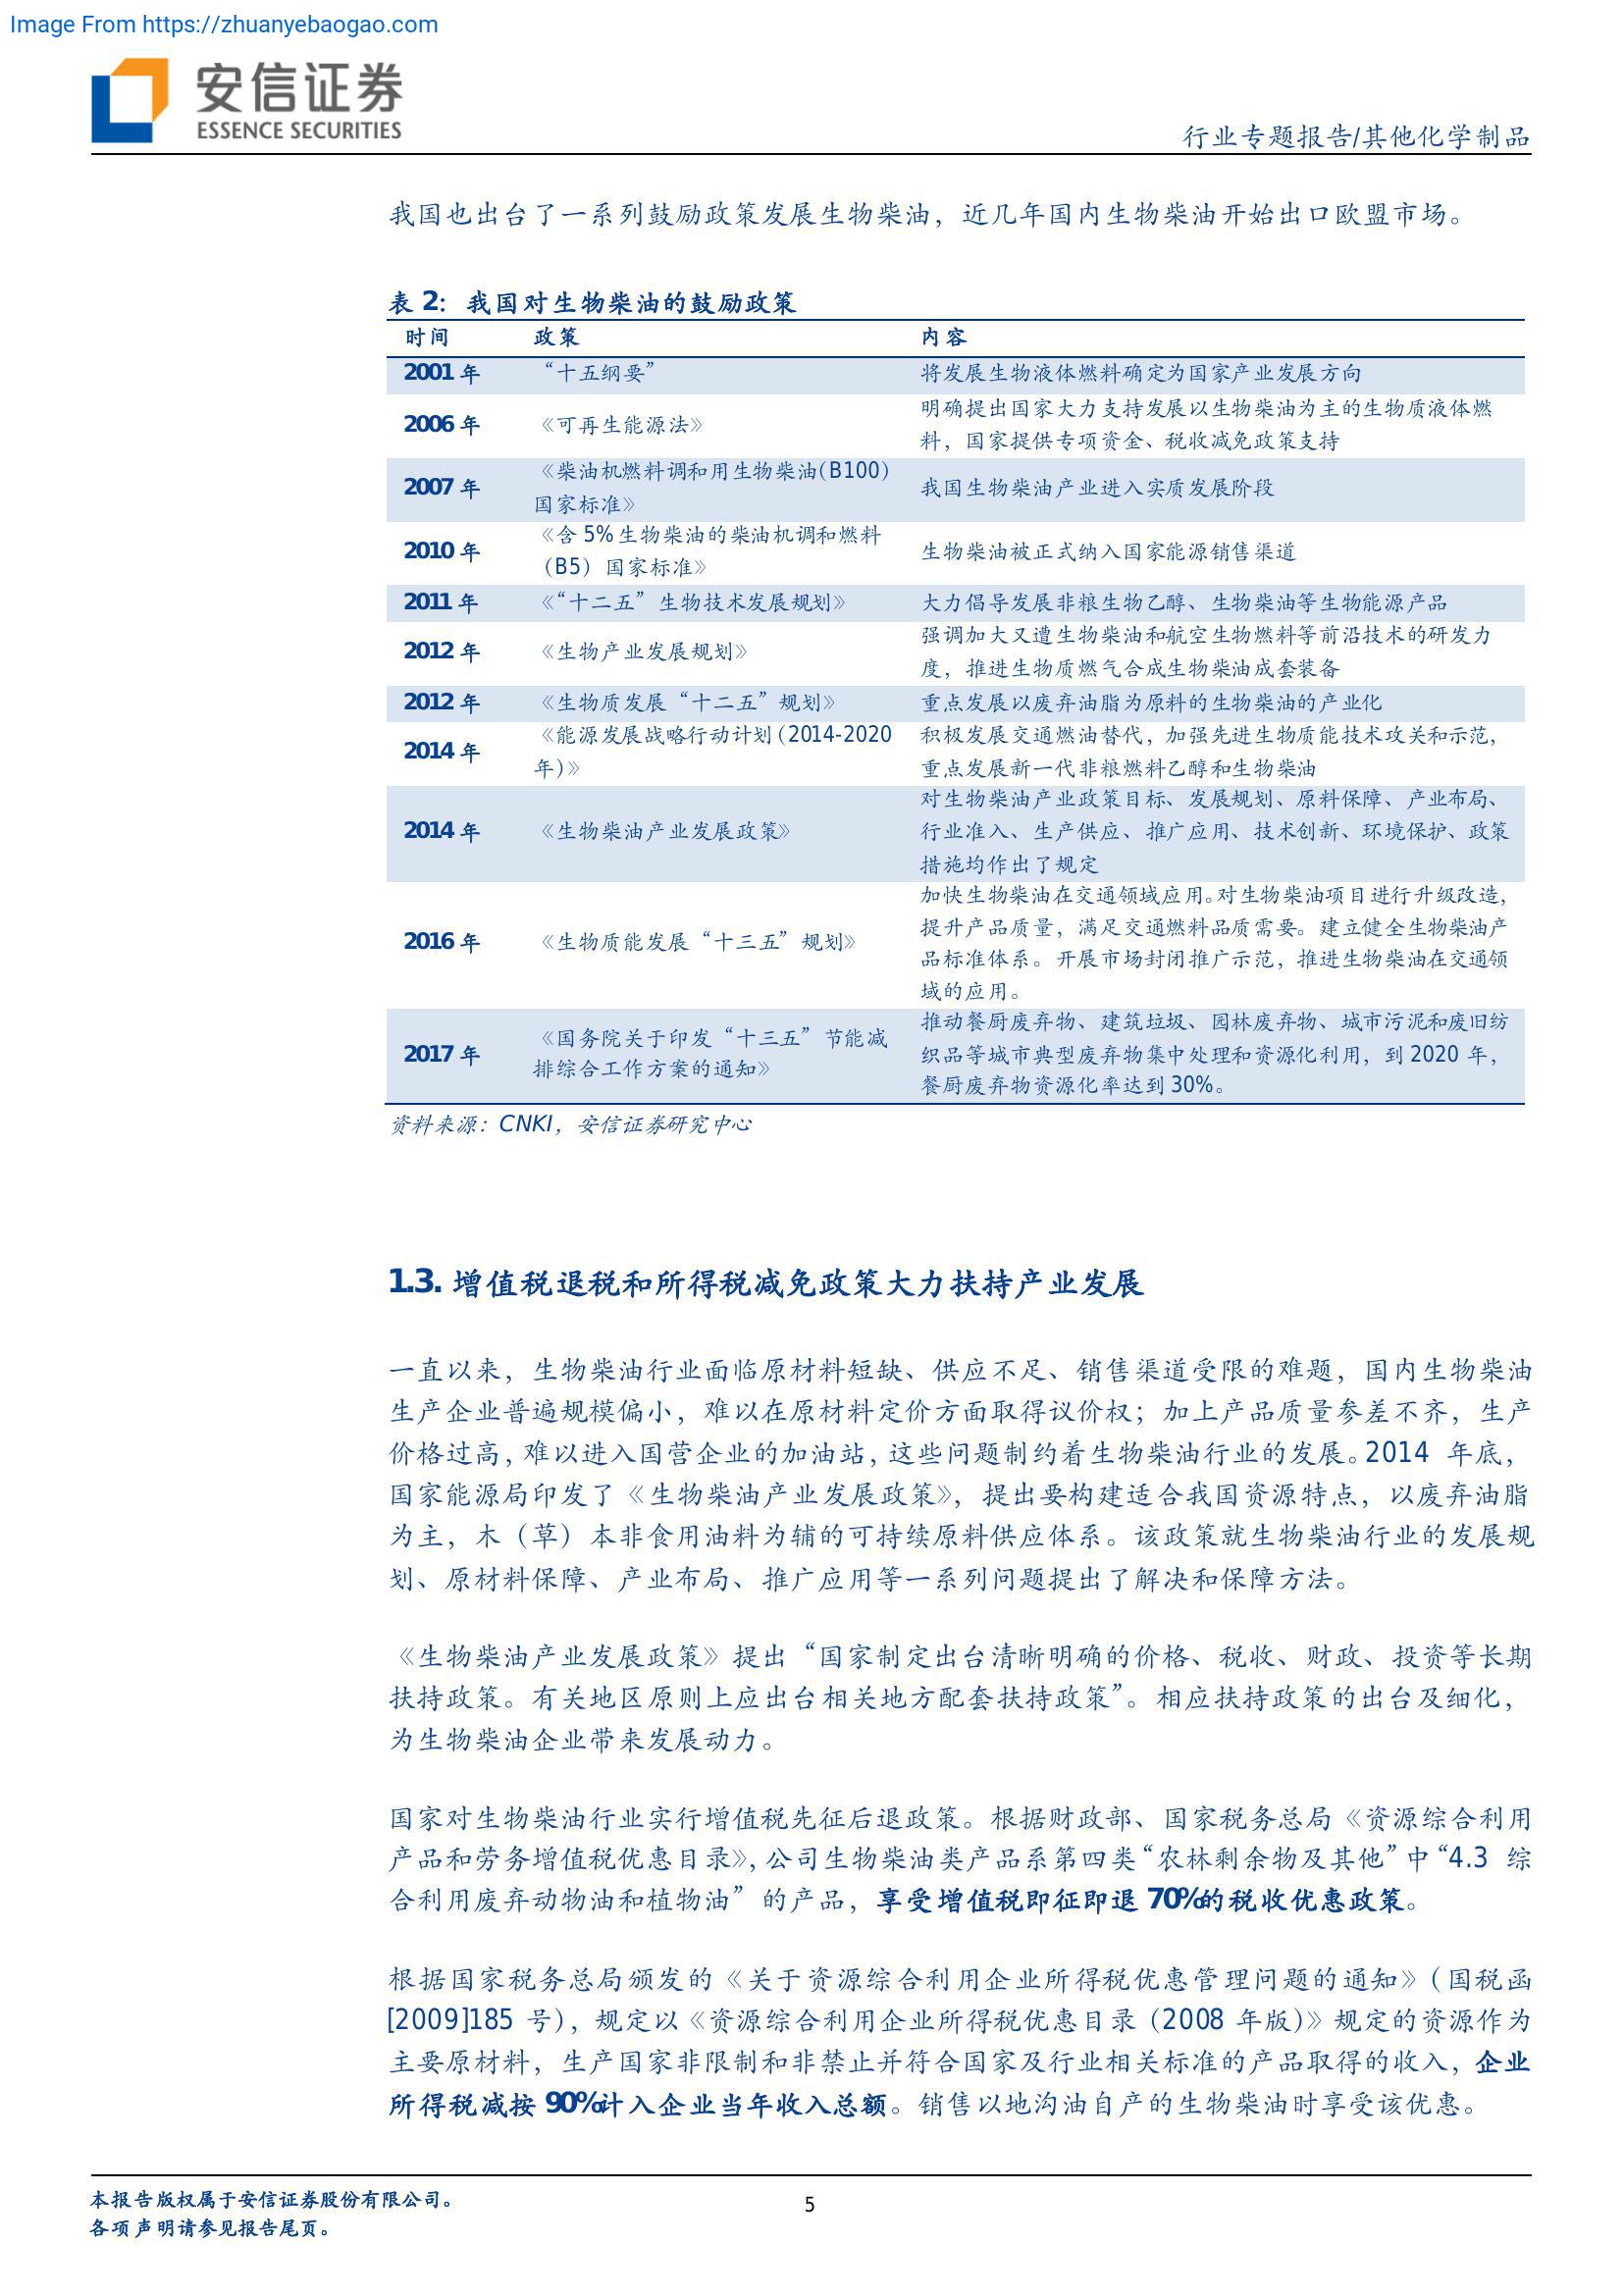 Image From https://zhuanyebaogao.com
安信证券
ESSENCE SECURITIES
行业专题报告/其他化学制品
我国也出台了一系列鼓励政策发展生物柴油，近几年国内生物柴油开始出口欧盟市场。
表 2：我国对生物柴油的鼓励政策
时间 政策 内容
2001 年 “十五纲要” 将发展生物液体燃料确定为国家产业发展方向
2006 年 《可再生能源法》 明确提出国家大力支持发展以生物柴油为主的生物质液体燃
料，国家提供专项资金、税收减免政策支持
2007 年 《柴油机燃料调和用生物柴油（B100）
国家标准》 我国生物柴油产业进入实质发展阶段
2010 年 《含 5%生物柴油的柴油机调和燃料
（B5）国家标准》 生物柴油被正式纳入国家能源销售渠道
2011 年 《“十二五”生物技术发展规划》 大力倡导发展非粮生物乙醇、生物柴油等生物能源产品
2012 年 《生物产业发展规划》 强调加大又遭生物柴油和航空生物燃料等前沿技术的研发力
度，推进生物质燃气合成生物柴油成套装备
2012 年 《生物质发展“十二五”规划》 重点发展以废弃油脂为原料的生物柴油的产业化
2014 年 《能源发展战略行动计划（2014-2020
年）》 积极发展交通燃油替代，加强先进生物质能技术攻关和示范，
重点发展新一代非粮燃料乙醇和生物柴油
2014 年 《生物柴油产业发展政策》 对生物柴油产业政策目标、发展规划、原料保障、产业布局、
行业准入、生产供应、推广应用、技术创新、环境保护、政策
措施均作出了规定
2016 年 《生物质能发展“十三五”规划》 加快生物柴油在交通领域应用。对生物柴油项目进行升级改造，
提升产品质量，满足交通燃料品质需要。建立健全生物柴油产
品标准体系。开展市场封闭推广示范，推进生物柴油在交通领
域的应用。
2017 年 《国务院关于印发“十三五”节能减
排综合工作方案的通知》 推动餐厨废弃物、建筑垃圾、园林废弃物、城市污泥和废旧纺
织品等城市典型废弃物集中处理和资源化利用，到 2020 年，
餐厨废弃物资源化率达到 30%。
资料来源：CNKI，安信证券研究中心
1.3. 增值税退税和所得税减免政策大力扶持产业发展
一直以来，生物柴油行业面临原材料短缺、供应不足、销售渠道受限的难题，国内生物柴油
生产企业普遍规模偏小，难以在原材料定价方面取得议价权；加上产品质量参差不齐，生产
价格过高，难以进入国营企业的加油站，这些问题制约着生物柴油行业的发展。2014 年底，
国家能源局印发了《生物柴油产业发展政策》，提出要构建适合我国资源特点，以废弃油脂
为主，木（草）本非食用油料为辅的可持续原料供应体系。该政策就生物柴油行业的发展规
划、原材料保障、产业布局、推广应用等一系列问题提出了解决和保障方法。
《生物柴油产业发展政策》提出“国家制定出台清晰明确的价格、税收、财政、投资等长期
扶持政策。有关地区原则上应出台相关地方配套扶持政策”。相应扶持政策的出台及细化，
为生物柴油企业带来发展动力。
国家对生物柴油行业实行增值税先征后退政策。根据财政部、国家税务总局《资源综合利用
产品和劳务增值税优惠目录》，公司生物柴油类产品系第四类“农林剩余物及其他”中“4.3 综
合利用废弃动物油和植物油”的产品，享受增值税即征即退 70%的税收优惠政策。
根据国家税务总局颁发的《关于资源综合利用企业所得税优惠管理问题的通知》（国税函
[2009]185 号），规定以《资源综合利用企业所得税优惠目录（2008 年版）》规定的资源作为
主要原材料，生产国家非限制和非禁止并符合国家及行业相关标准的产品取得的收入，企业
所得税减按 90%计入企业当年收入总额。销售以地沟油自产的生物柴油时享受该优惠。
本报告版权属于安信证券股份有限公司。
各项声明请参见报告尾页。
5